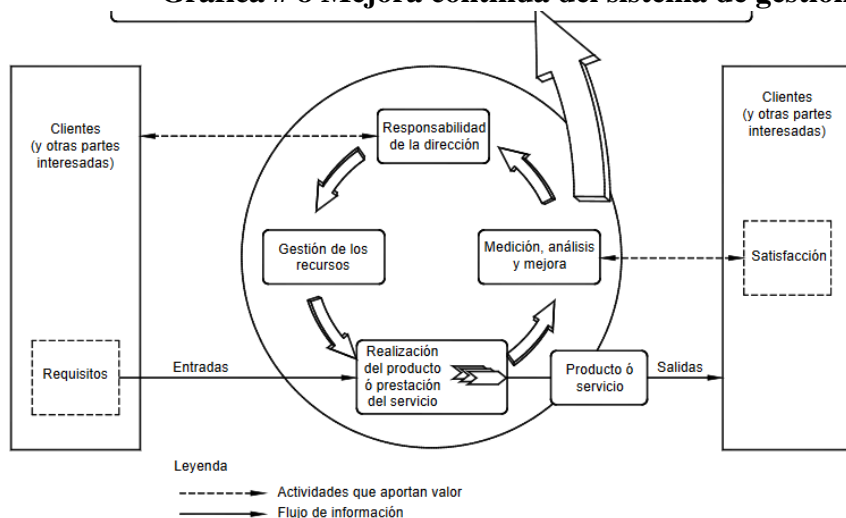 Gráfica # 8 Mejora continua del sistema de gestión
Clientes
(y otras partes
interesadas)
Responsabilidad
de la dirección
Clientes
(y otras partes
interesadas)
Gestión de los
recursos
Medición, análisis
y mejora
Satisfacción
Requisitos
Entradas
Realización
del producto
ó prestación
del servicio
Producto ó
servicio
Salidas
Leyenda
Actividades que aportan valor
Flujo de información